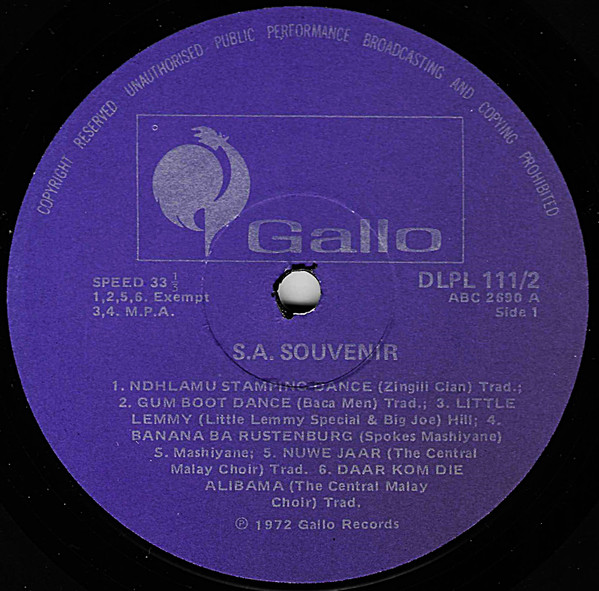 COPYRIGHT RESERVED UNAUTHORISED PUBLIC PERFORMANCE BROADCASTING AND COPYING PROHIBITED
Gallo
SPEED 33 1/3
1,2,5,6. Exempt
3,4. M.P.A.
DLPL 111/2
ABC 2690 A
Side 1
S.A. SOUVENIR
1. NDHLAMU STAMPING DANCE (Zingili Clan) Trad.;
2. GUM BOOT DANCE (Baca Men) Trad.; 3. LITTLE
LEMMY (Little Lemmy Special & Big Joe) Hill; 4.
BANANA BA RUSTENBURG (Spokes Mashiyane)
S. Mashiyane; 5. NUWE JAAR (The Central
Malay Choir) Trad. 6. DAAR KOM DIE
ALIBAMA (The Central Malay
Choir) Trad.
℗ 1972 Gallo Records